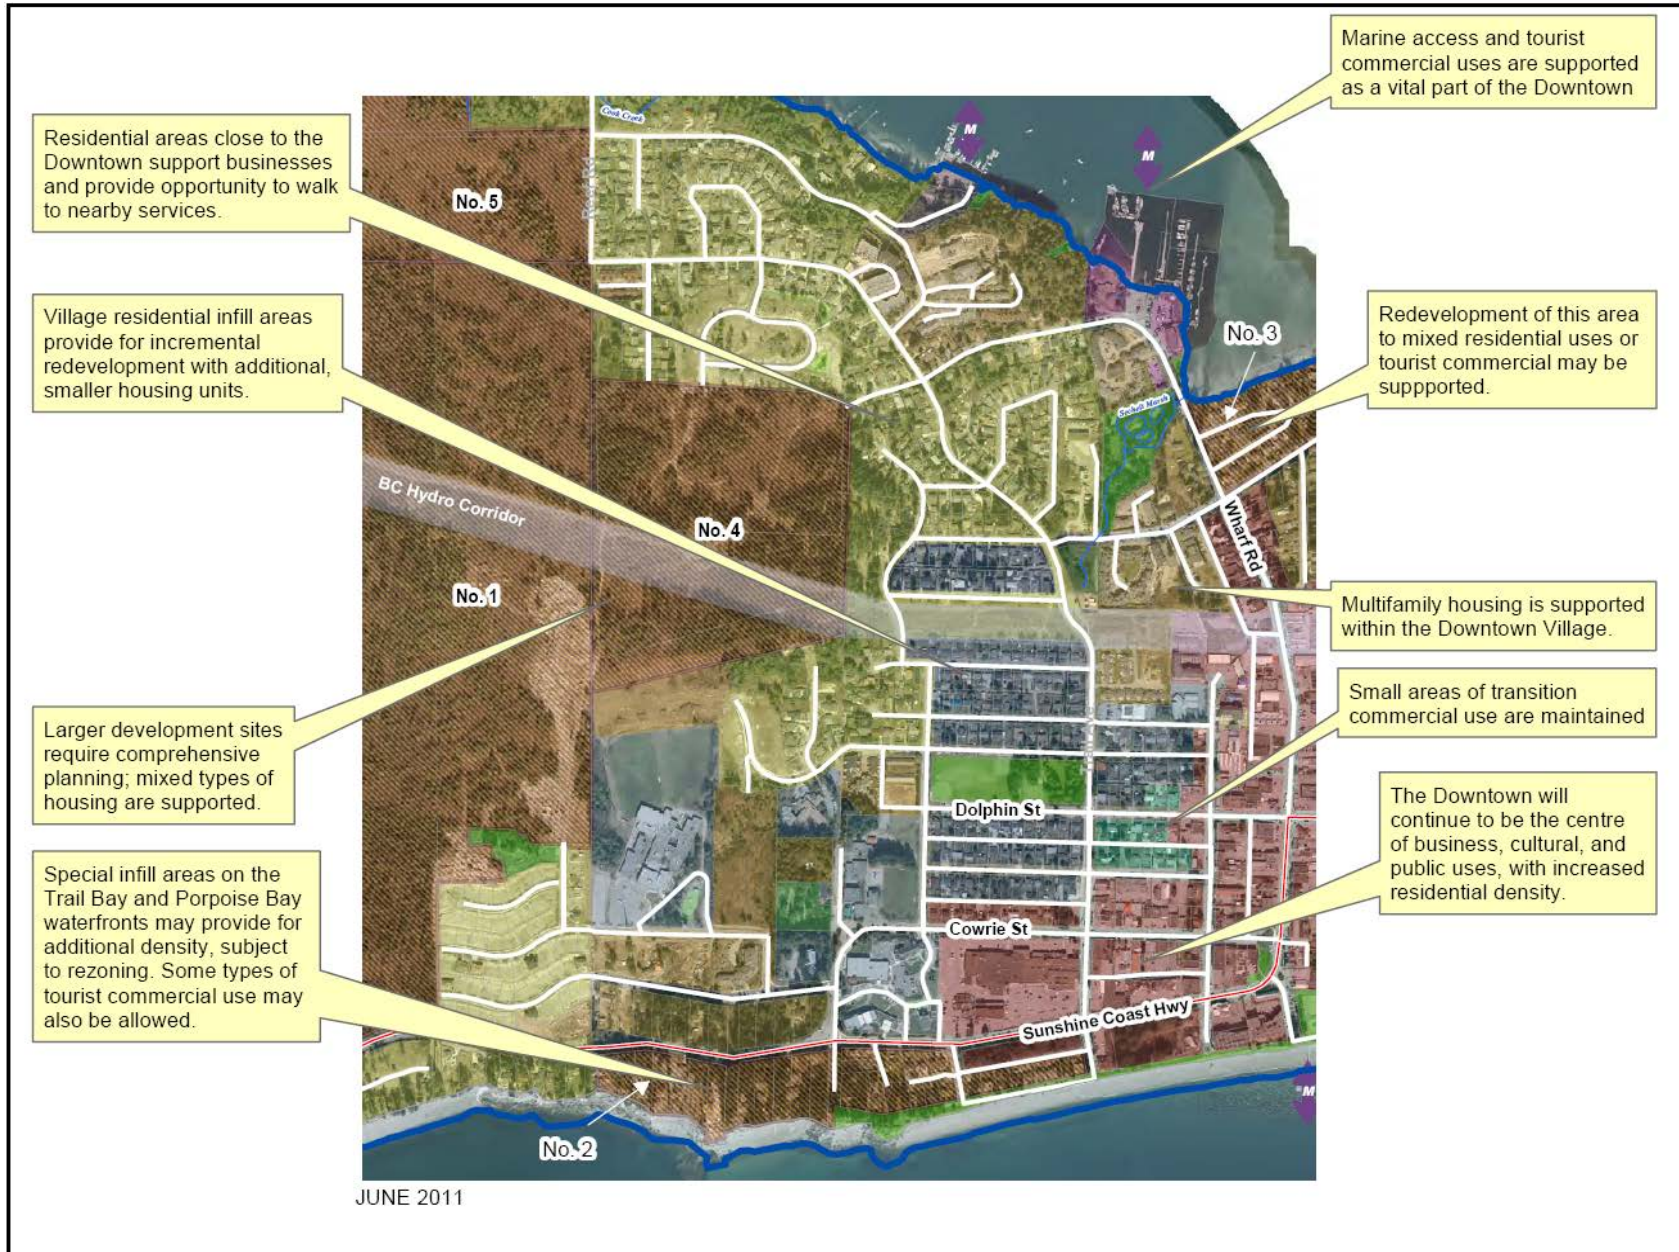 Marine access and tourist
commercial uses are supported
as a vital part of the Downtown
Residential areas close to the
Downtown support businesses
and provide opportunity to walk
to nearby services.
Village residential infill areas
provide for incremental
redevelopment with additional,
smaller housing units.
Redevelopment of this area
to mixed residential uses or
tourist commercial may be
suppported.
Larger development sites
require comprehensive
planning; mixed types of
housing are supported.
Multifamily housing is supported
within the Downtown Village.
Small areas of transition
commercial use are maintained
The Downtown will
continue to be the centre
of business, cultural, and
public uses, with increased
residential density.
Special infill areas on the
Trail Bay and Porpoise Bay
waterfronts may provide for
additional density, subject
to rezoning. Some types of
tourist commercial use may
also be allowed.
Cook Creek
M
M
No. 5
No. 3
Sechelt Marsh
BC Hydro Corridor
No. 4
Wharf Rd
No. 1
Dolphin St
Cowrie St
Sunshine Coast Hwy
M
No. 2
JUNE 2011